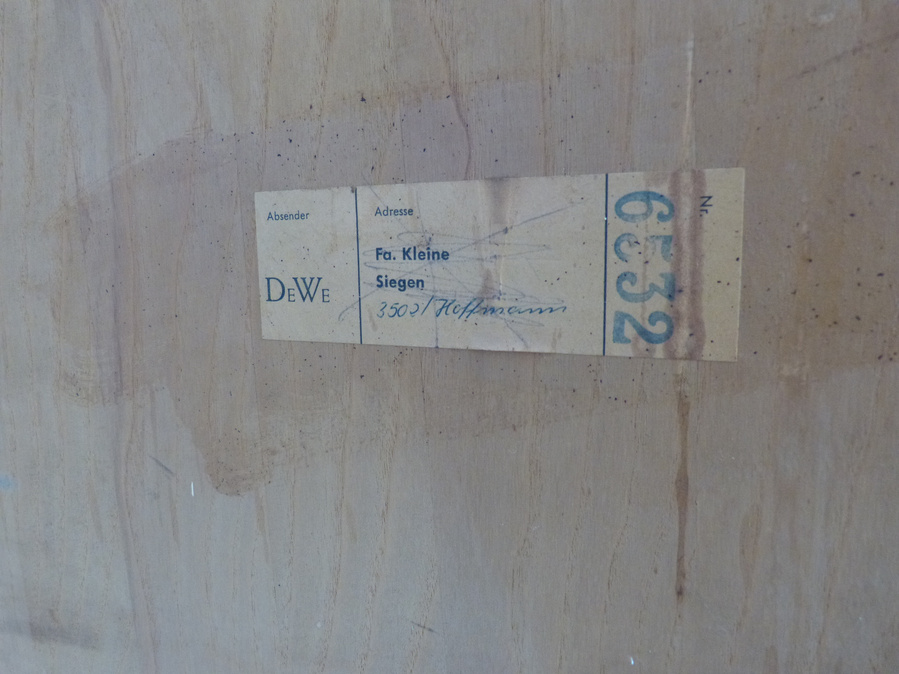 Absender
DEWE
Adresse
Fa. Kleine
Siegen
3502/Hoffmann
Nr.
6532